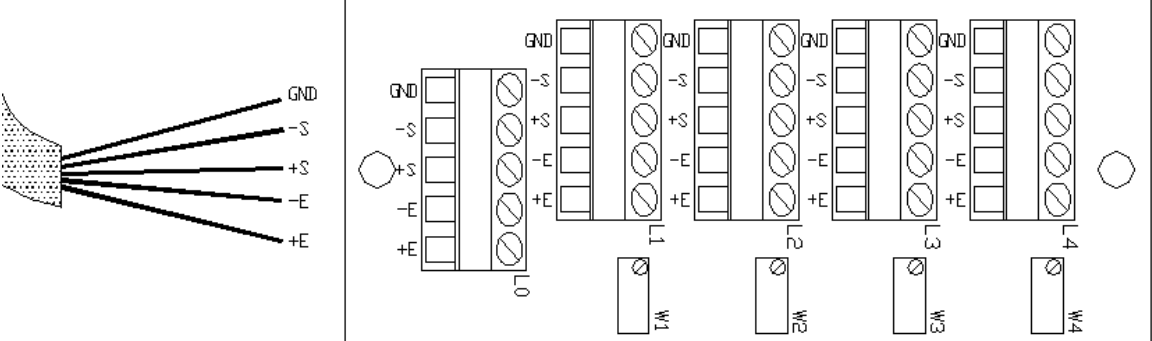 GND
-S
+S
-E
+E
GND
-S
+S
-E
+E
L0
GND
-S
+S
-E
+E
L1
GND
-S
+S
-E
+E
L2
GND
-S
+S
-E
+E
L3
GND
-S
+S
-E
+E
L4
W1
W2
W3
W4